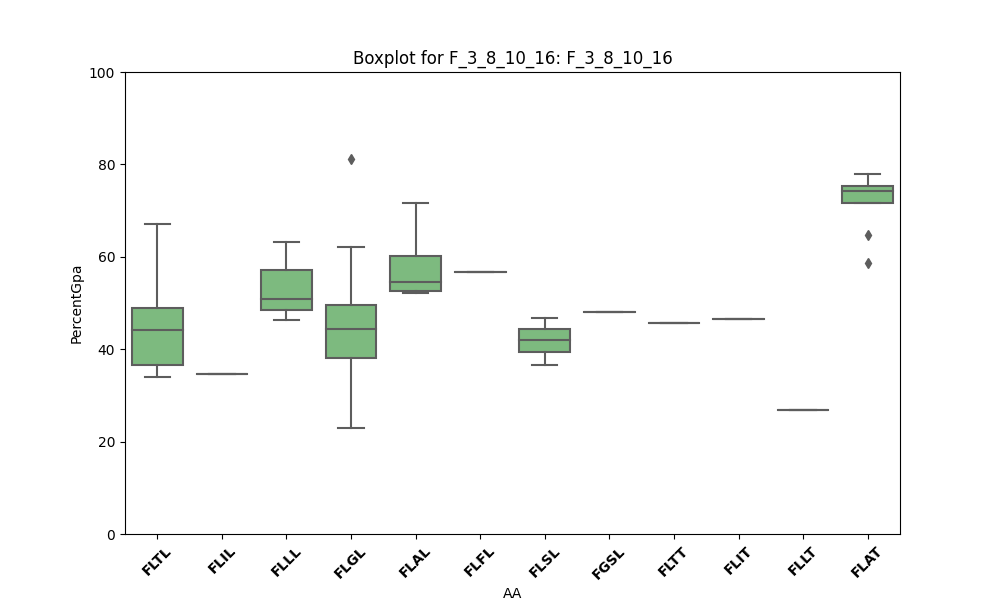 Boxplot for F_3_8_10_16: F_3_8_10_16
100
80
60
40
20
0
PercentGpa
FLTL
FLIL
FLLL
FLGL
FLAL
FLFL
FLSL
FGSL
FLTT
FLIT
FLLT
FLAT
AA